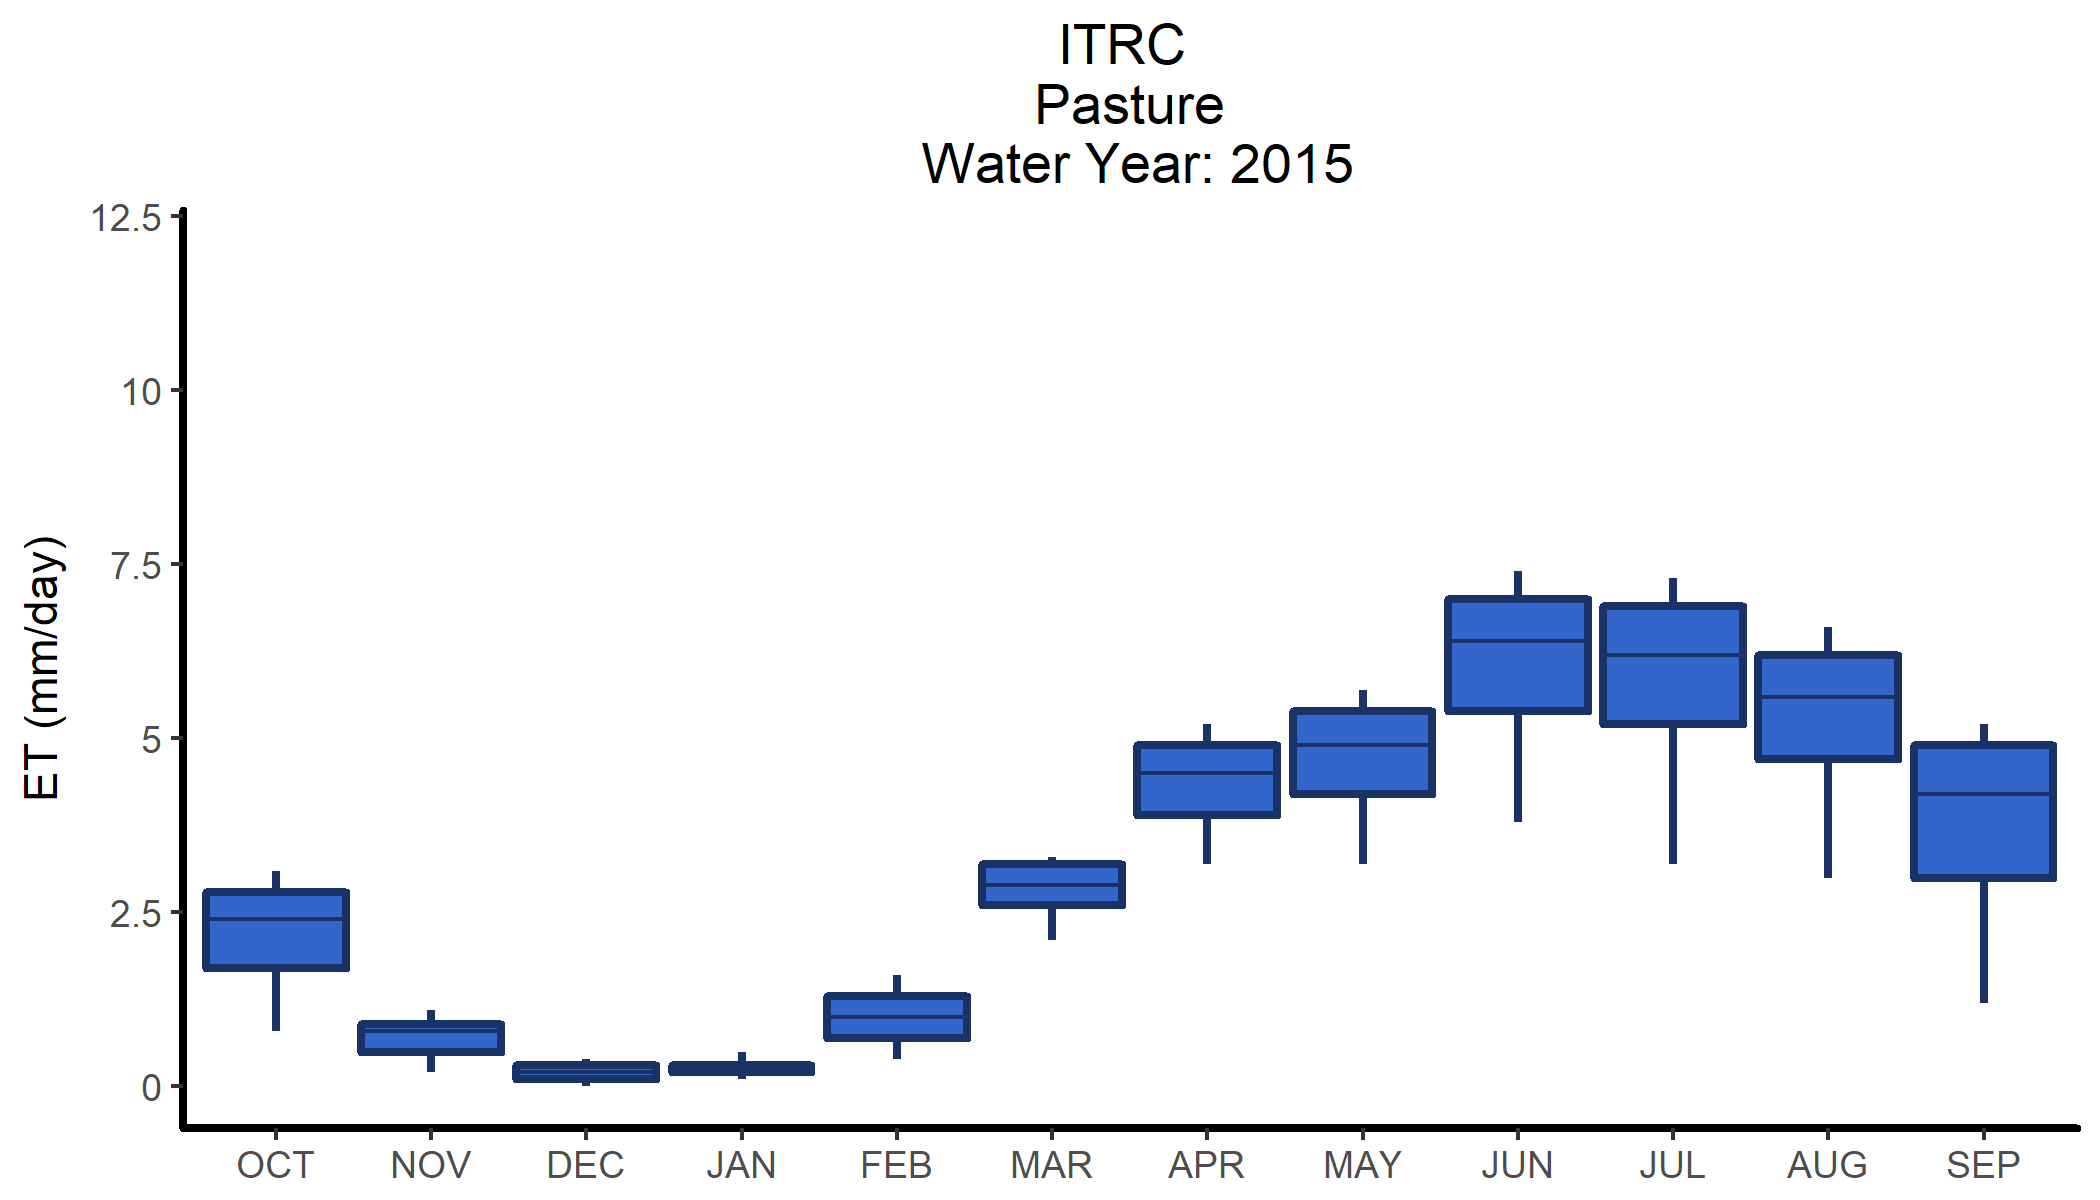 ITRC
Pasture
Water Year: 2015
ET (mm/day)
12.5
10
7.5
5
2.5
0
OCT NOV DEC JAN FEB MAR APR MAY JUN JUL AUG SEP